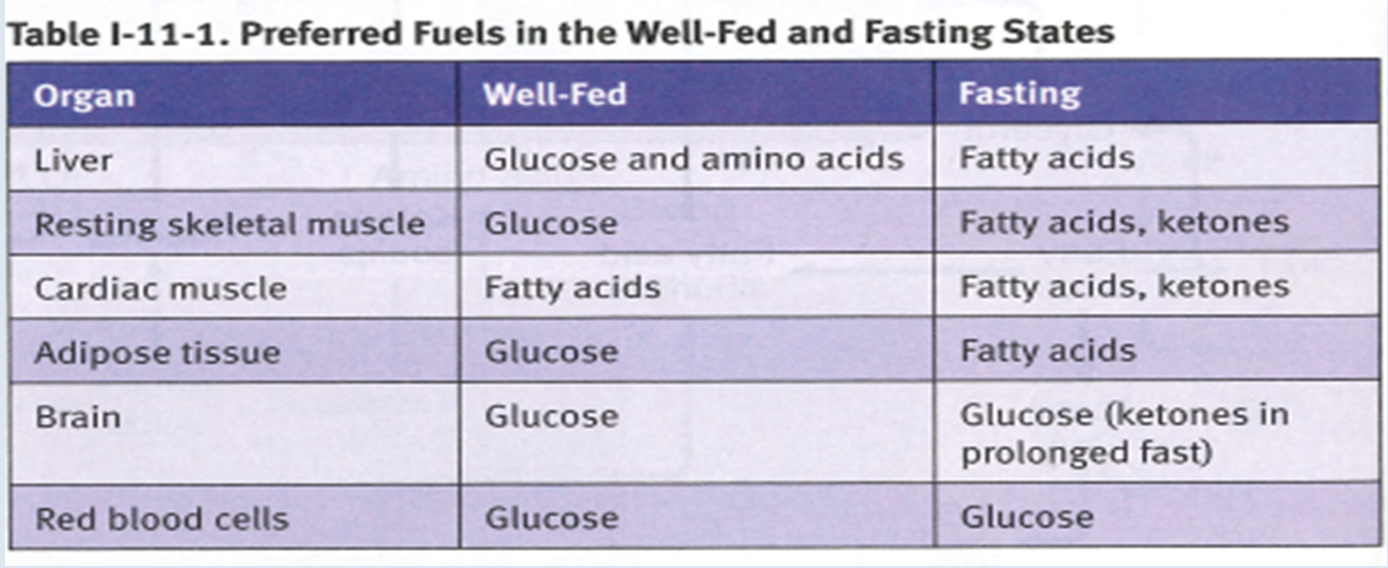 Table I-11-1. Preferred Fuels in the Well-Fed and Fasting States
Organ Well-Fed Fasting
Liver Glucose and amino acids Fatty acids
Resting skeletal muscle Glucose Fatty acids, ketones
Cardiac muscle Fatty acids Fatty acids, ketones
Adipose tissue Glucose Fatty acids
Brain Glucose Glucose (ketones in
prolonged fast)
Red blood cells Glucose Glucose